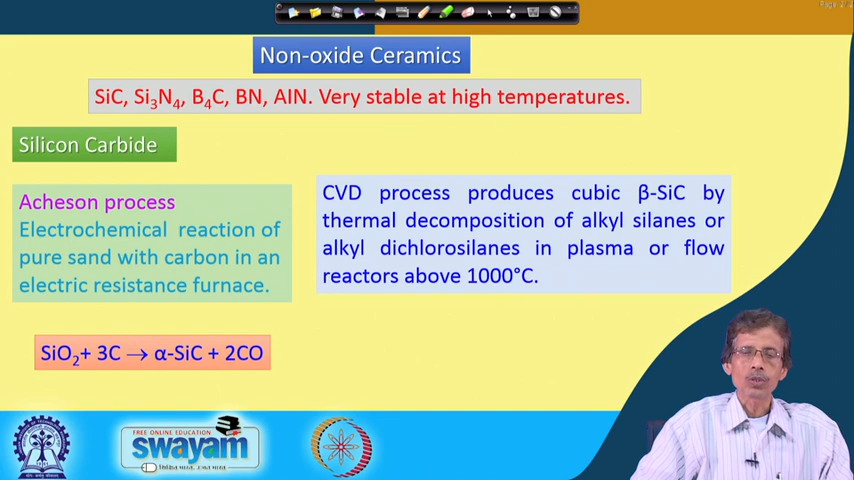 Non-oxide Ceramics
SiC, Si₃N₄, B₄C, BN, AlN. Very stable at high temperatures.
Silicon Carbide
Acheson process
Electrochemical reaction of
pure sand with carbon in an
electric resistance furnace.
CVD process produces cubic β-SiC by
thermal decomposition of alkyl silanes or
alkyl dichlorosilanes in plasma or flow
reactors above 1000°C.
SiO₂+ 3C → α-SiC + 2CO
FREE ONLINE EDUCATION
swayam